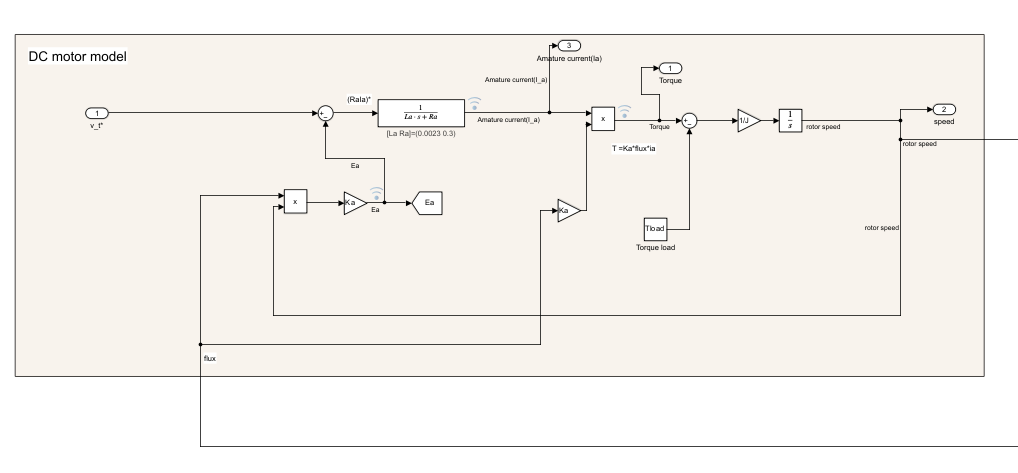 DC motor model
3
Amature current(Ia)
Amature current(I_a)
1
Torque
1
v_t*
+
-
(RaIa)*
1
La · s + Ra
[La Ra]=(0.0023 0.3)
Amature current(I_a)
x
Torque
T =Ka*flux*ia
+
-
1/J
1
s
rotor speed
2
speed
rotor speed
Ea
x
Ka
Ea
Ea
Ka
Tload
Torque load
rotor speed
flux